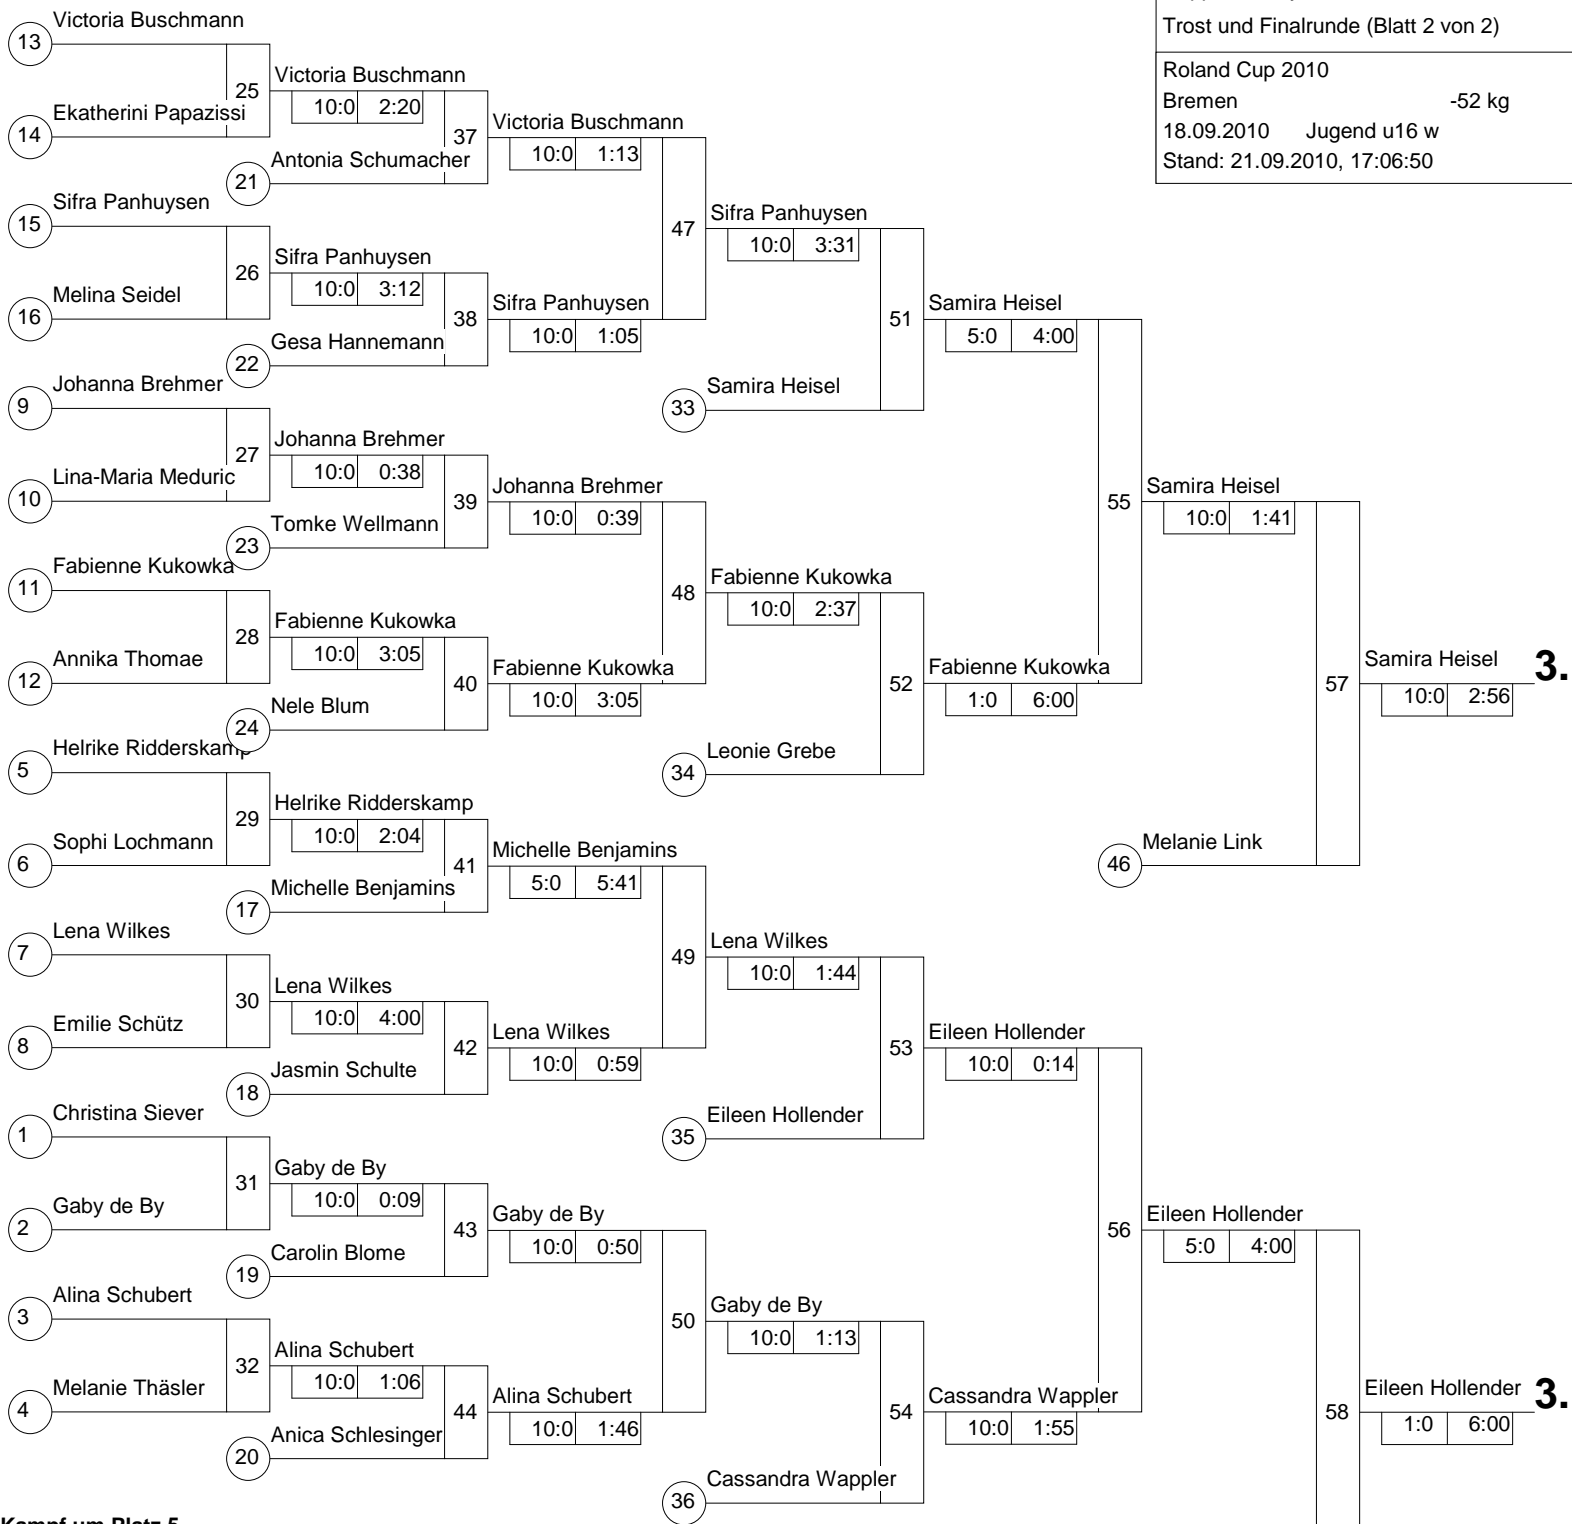 Trost und Finalrunde (Blatt 2 von 2)
Roland Cup 2010
Bremen -52 kg
18.09.2010 Jugend u16 w
Stand: 21.09.2010, 17:06:50
13 Victoria Buschmann
14 Ekatherini Papazissi
15 Sifra Panhuysen
16 Melina Seidel
9 Johanna Brehmer
10 Lina-Maria Meduric
11 Fabienne Kukowka
12 Annika Thomae
5 Helrike Ridderskamp
6 Sophi Lochmann
7 Lena Wilkes
8 Emilie Schütz
1 Christina Siever
2 Gaby de By
3 Alina Schubert
4 Melanie Thäsler
25 Victoria Buschmann
10:0 2:20
21 Antonia Schumacher
26 Sifra Panhuysen
10:0 3:12
22 Gesa Hannemann
27 Johanna Brehmer
10:0 0:38
23 Tomke Wellmann
28 Fabienne Kukowka
10:0 3:05
24 Nele Blum
29 Helrike Ridderskamp
10:0 2:04
17 Michelle Benjamins
30 Lena Wilkes
10:0 4:00
18 Jasmin Schulte
31 Gaby de By
10:0 0:09
19 Carolin Blome
32 Alina Schubert
10:0 1:06
20 Anica Schlesinger
37 Victoria Buschmann
10:0 1:13
38 Sifra Panhuysen
10:0 1:05
39 Johanna Brehmer
10:0 0:39
40 Fabienne Kukowka
10:0 3:05
41 Michelle Benjamins
5:0 5:41
42 Lena Wilkes
10:0 0:59
43 Gaby de By
10:0 0:50
44 Alina Schubert
10:0 1:46
47 Sifra Panhuysen
10:0 3:31
33 Samira Heisel
48 Fabienne Kukowka
10:0 2:37
34 Leonie Grebe
49 Lena Wilkes
10:0 1:44
35 Eileen Hollender
50 Gaby de By
10:0 1:13
36 Cassandra Wappler
51 Samira Heisel
5:0 4:00
52 Fabienne Kukowka
1:0 6:00
53 Eileen Hollender
10:0 0:14
54 Cassandra Wappler
10:0 1:55
55 Samira Heisel
10:0 1:41
46 Melanie Link
56 Eileen Hollender
5:0 4:00
57 Samira Heisel 3.
10:0 2:56
58 Eileen Hollender 3.
1:0 6:00
Kampf um Platz 5